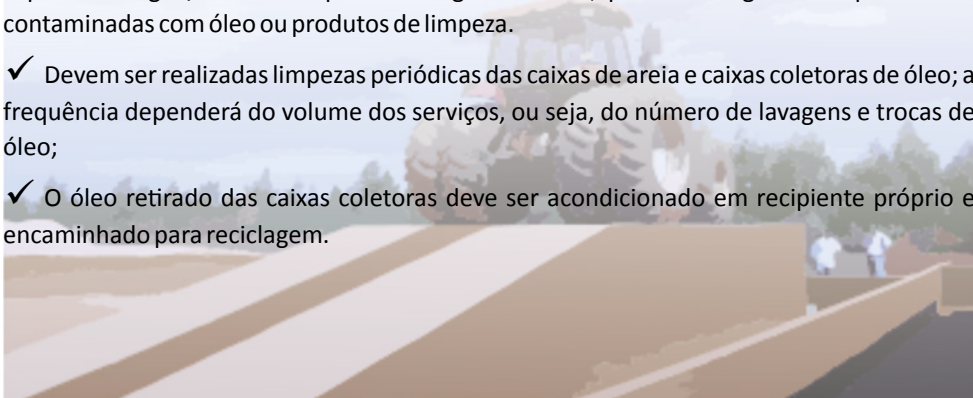 contaminadas com óleo ou produtos de limpeza.
✓ Devem ser realizadas limpezas periódicas das caixas de areia e caixas coletoras de óleo; a
frequência dependerá do volume dos serviços, ou seja, do número de lavagens e trocas de
óleo;
✓ O óleo retirado das caixas coletoras deve ser acondicionado em recipiente próprio e
encaminhado para reciclagem.